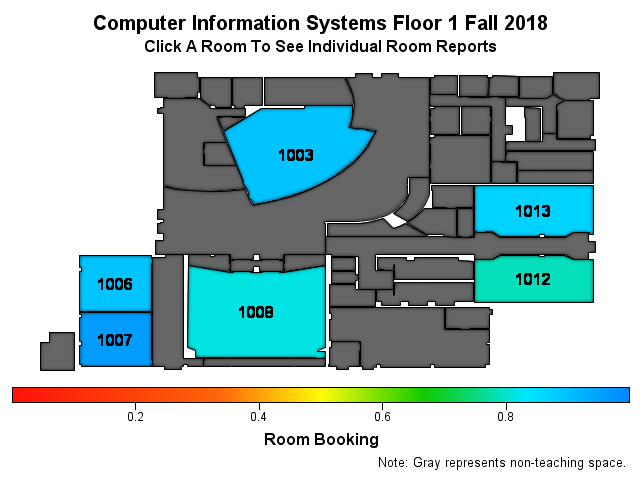 Computer Information Systems Floor 1 Fall 2018
Click A Room To See Individual Room Reports
1003
1013
1012
1006
1008
1007
0.2 0.4 0.6 0.8
Room Booking
Note: Gray represents non-teaching space.